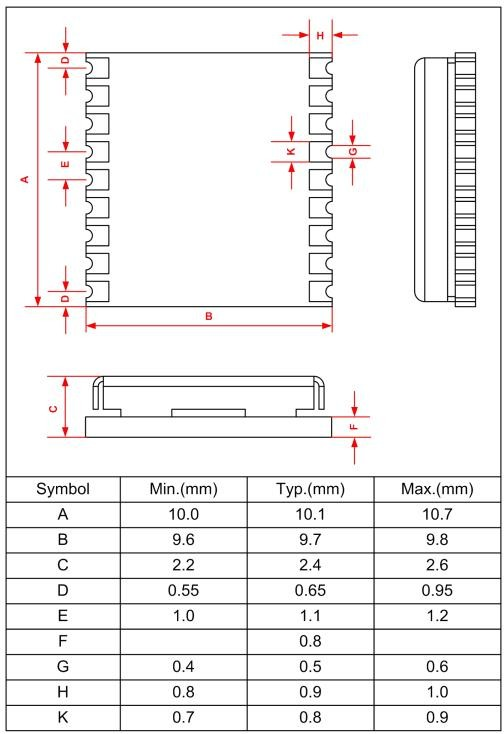 H
D
K
G
E
A
D
B
C
F
Symbol Min.(mm) Typ.(mm) Max.(mm)
A 10.0 10.1 10.7
B 9.6 9.7 9.8
C 2.2 2.4 2.6
D 0.55 0.65 0.95
E 1.0 1.1 1.2
F 0.8
G 0.4 0.5 0.6
H 0.8 0.9 1.0
K 0.7 0.8 0.9